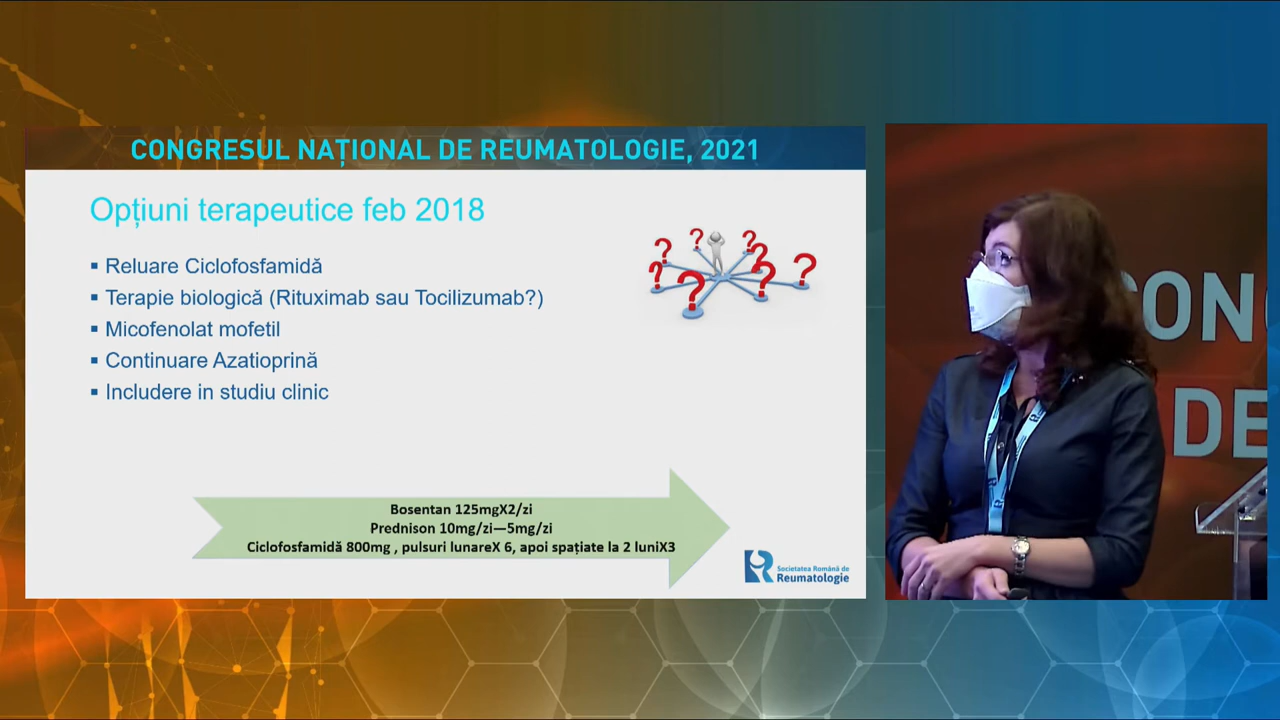 CONGRESUL NAȚIONAL DE REUMATOLOGIE, 2021
Opțiuni terapeutice feb 2018
▪ Reluare Ciclofosfamidă
▪ Terapie biologică (Rituximab sau Tocilizumab?)
▪ Micofenolat mofetil
▪ Continuare Azatioprină
▪ Includere in studiu clinic
? ? ? ? ? ? ? ?
Bosentan 125mgX2/zi
Prednison 10mg/zi—5mg/zi
Ciclofosfamidă 800mg , pulsuri lunareX 6, apoi spațiate la 2 luniX3
Societatea Română de
Reumatologie
CON
DE